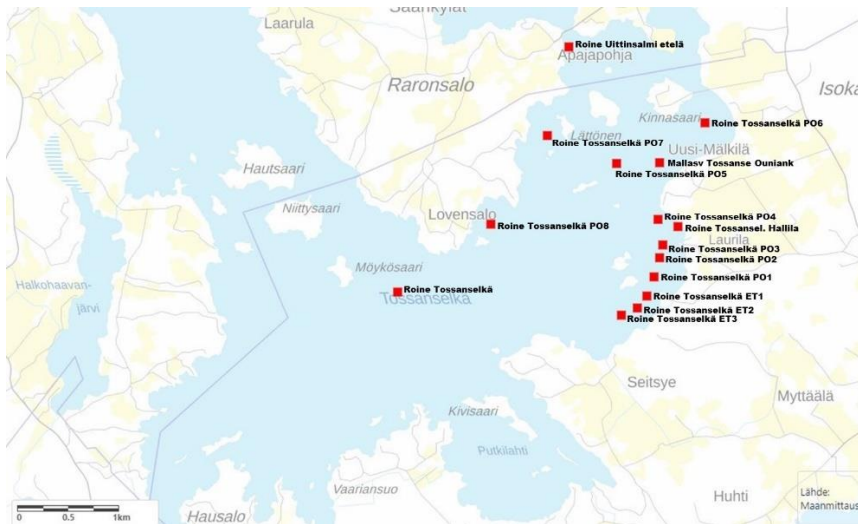 Saarikylät
Laarula
Roine Uittinsalmi etelä
Apajapohja
Raronsalo
Isoka
Kinnasaari
Roine Tossanselkä PO6
Lättönen
Roine Tossanselkä PO7
Uusi-Mälkilä
Mallasv Tossanse Ouniank
Hautsaari
Roine Tossanselkä PO5
Niittysaari
Lovensalo
Roine Tossanselkä PO4
Roine Tossanselkä PO8
Roine Tossansel. Hallila
Laurila
Roine Tossanselkä PO3
Roine Tossanselkä PO2
Möykösaari
Roine Tossanselkä PO1
Halkohaavan-
järvi
Roine Tossanselkä
Tossanselkä
Roine Tossanselkä ET1
Roine Tossanselkä ET2
Roine Tossanselkä ET3
Seitsye
Myttäälä
Kivisaari
Putkilahti
Vaariansuo
Huhti
Lähde:
Maanmittaus
0 0.5 1km
Hausalo